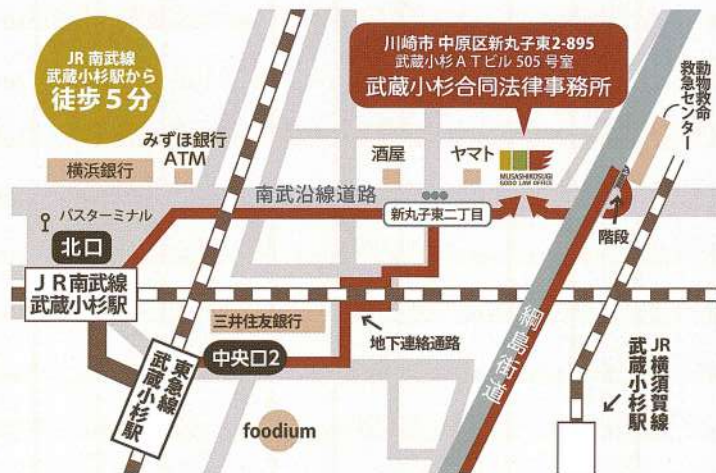 JR 南武線
武蔵小杉駅から
徒歩5分
川崎市 中原区新丸子東2-895
武蔵小杉ATビル 505 号室
武蔵小杉合同法律事務所
動物救命
救急センター
みずほ銀行
ATM
横浜銀行
酒屋
ヤマト
MUSASHIKOSUGI
GODO LAW OFFICE
南武沿線道路
バスターミナル
新丸子東二丁目
階段
北口
JR南武線
武蔵小杉駅
三井住友銀行
地下連絡通路
中央口2
東急線
武蔵小杉駅
綱島街道
JR横須賀線
武蔵小杉駅
foodium